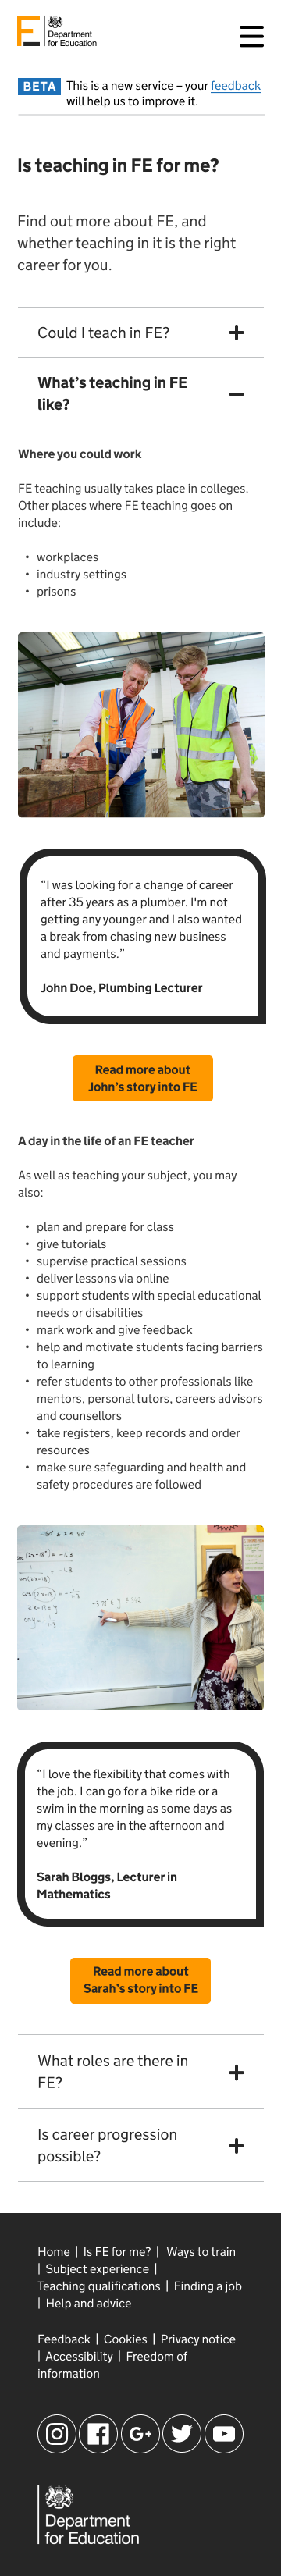 E
Department
for Education
BETA This is a new service – your feedback
will help us to improve it.
Is teaching in FE for me?
Find out more about FE, and
whether teaching in it is the right
career for you.
Could I teach in FE?
What's teaching in FE
like?
Where you could work
FE teaching usually takes place in colleges.
Other places where FE teaching goes on
include:
• workplaces
• industry settings
• prisons
“I was looking for a change of career
after 35 years as a plumber. I'm not
getting any younger and I also wanted
a break from chasing new business
and payments.”
John Doe, Plumbing Lecturer
Read more about
John's story into FE
A day in the life of an FE teacher
As well as teaching your subject, you may
also:
• plan and prepare for class
• give tutorials
• supervise practical sessions
• deliver lessons via online
• support students with special educational
needs or disabilities
• mark work and give feedback
• help and motivate students facing barriers
to learning
• refer students to other professionals like
mentors, personal tutors, careers advisors
and counsellors
• take registers, keep records and order
resources
• make sure safeguarding and health and
safety procedures are followed
“I love the flexibility that comes with
the job. I can go for a bike ride or a
swim in the morning as some days as
my classes are in the afternoon and
evening.”
Sarah Bloggs, Lecturer in
Mathematics
Read more about
Sarah's story into FE
What roles are there in
FE?
Is career progression
possible?
Home | Is FE for me? | Ways to train
| Subject experience |
Teaching qualifications | Finding a job
| Help and advice
Feedback | Cookies | Privacy notice
| Accessibility | Freedom of
information
G+
Department
for Education